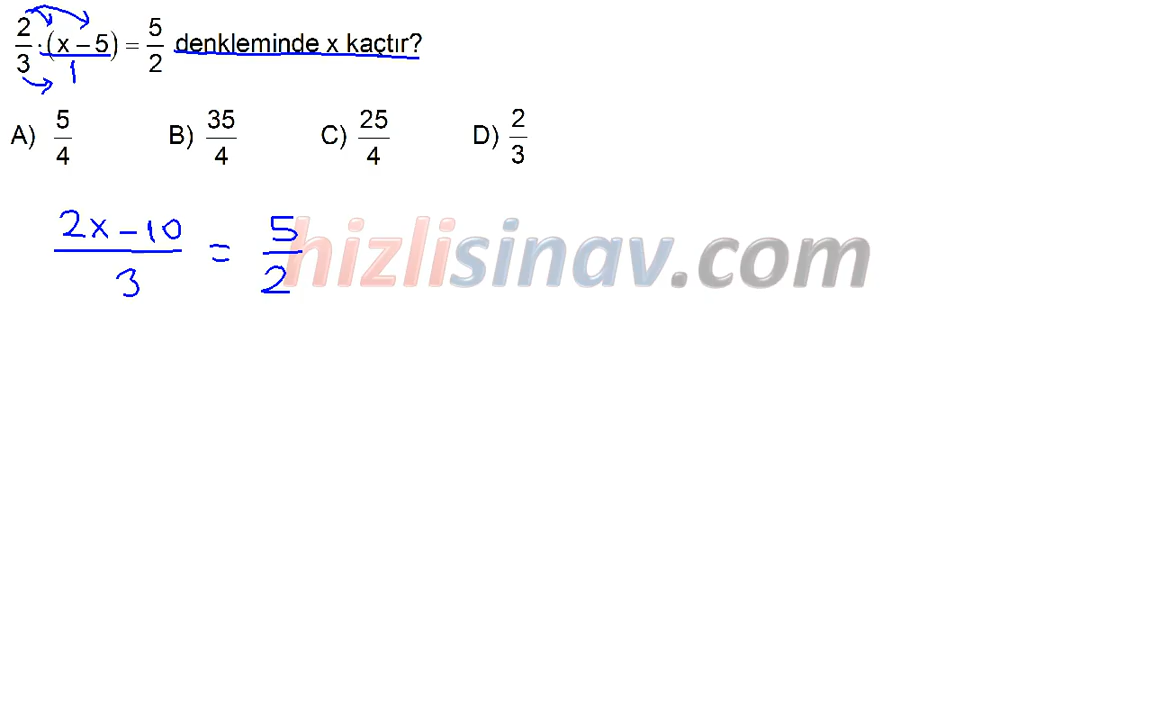 2/3 · (x – 5) = 5/2 denkleminde x kaçtır?
1
A) 5/4 B) 35/4 C) 25/4 D) 2/3
2x – 10 / 3 = 5/2
hizlisinav.com